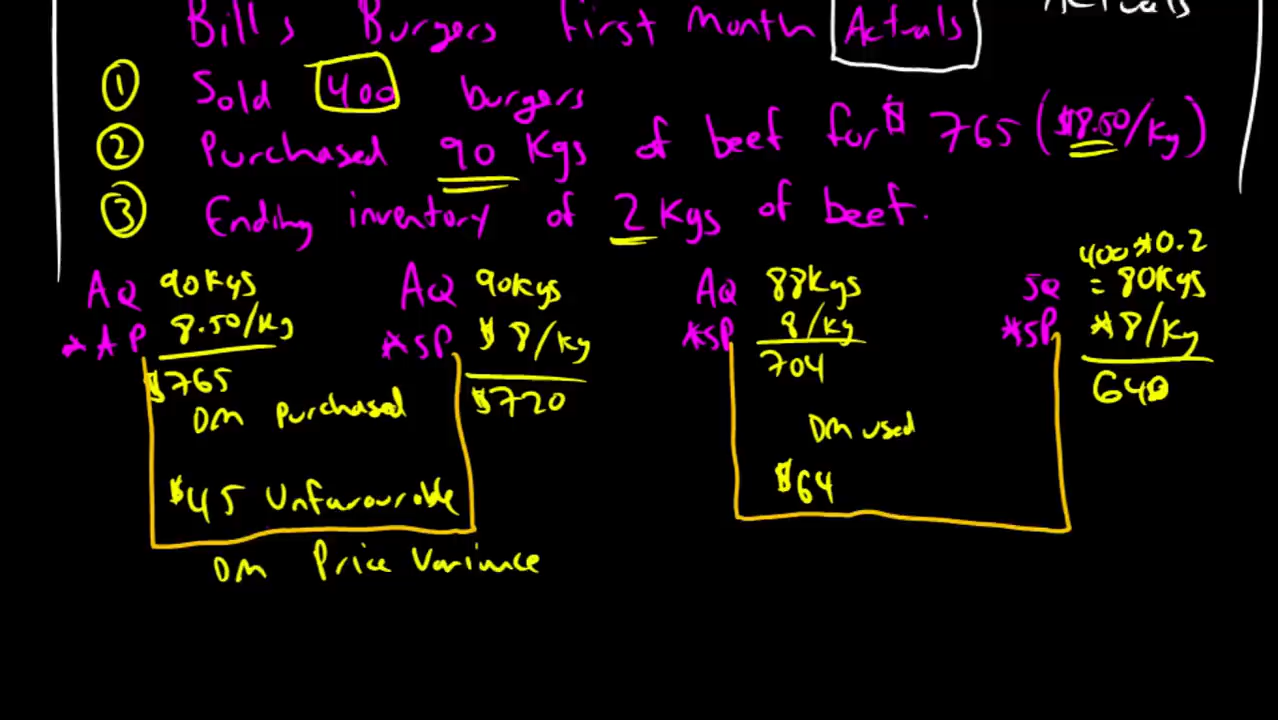 Bill's Burgers First Month Actuals
Actuals
① Sold 400 burgers
② Purchased 90 Kgs of beef for $ 765 ($8.50/Kg)
③ Ending inventory of 2 Kgs of beef.
400*0.2
AQ 90Kgs AQ 90Kgs AQ 88Kgs SQ = 80Kgs
*AP 8.50/Kg *SP $8/Kg *SP 8/Kg *SP *8/Kg
$765 $720 704 640
DM Purchased DM used
$45 Unfavourable $64
DM Price Variance